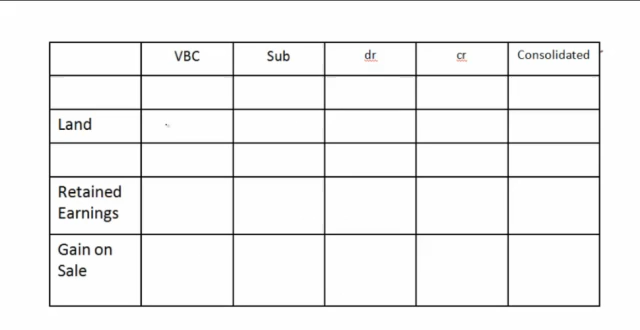 VBC Sub dr cr Consolidated
Land
Retained
Earnings
Gain on
Sale